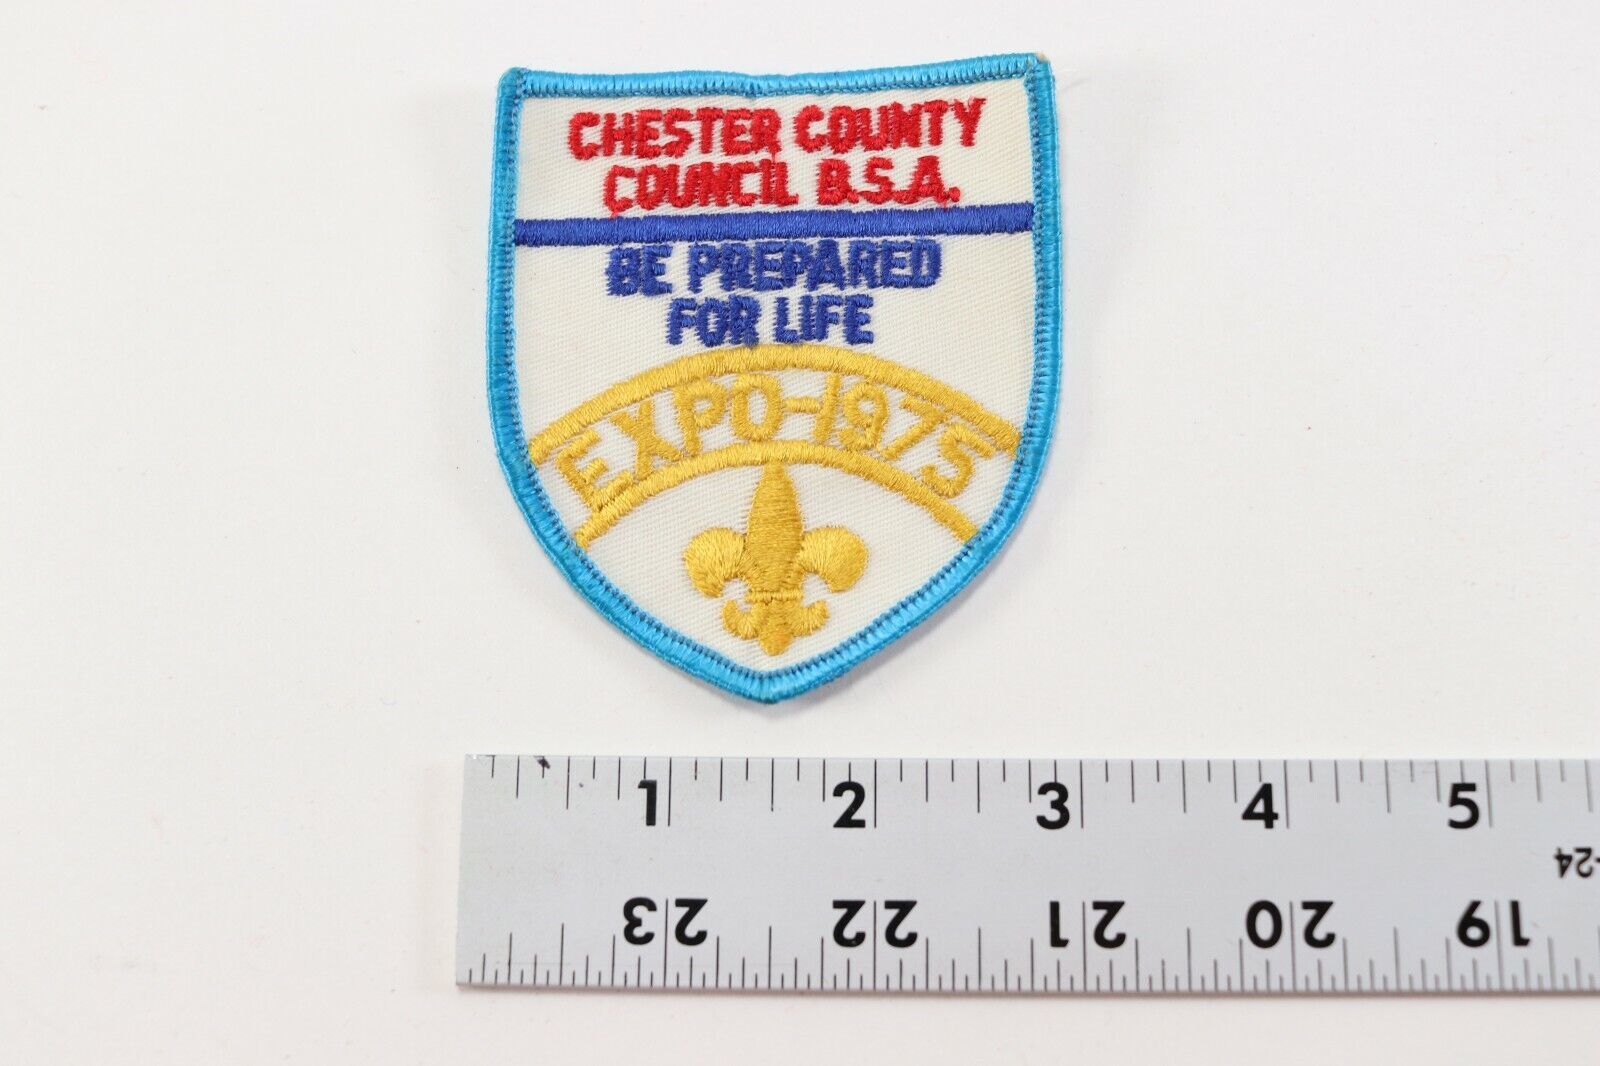 CHESTER COUNTY
COUNCIL B.S.A.
BE PREPARED
FOR LIFE
EXPO-1975
1 2 3 4 5
-24
23 22 21 20 19